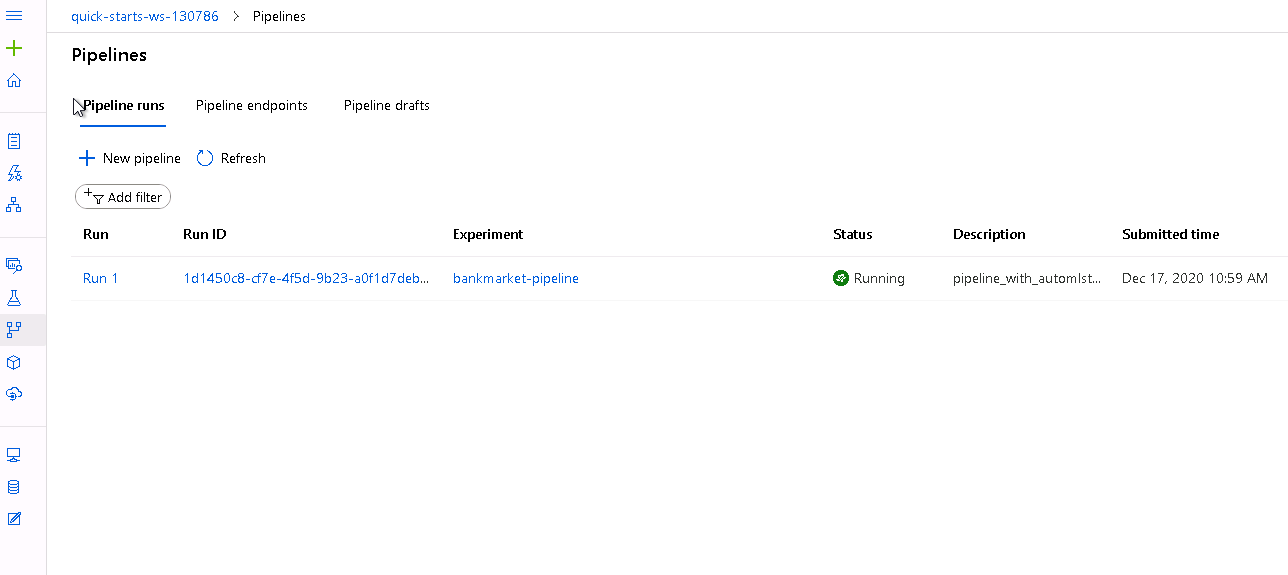 quick-starts-ws-130786 > Pipelines
Pipelines
Pipeline runs Pipeline endpoints Pipeline drafts
New pipeline Refresh
Add filter
Run Run ID Experiment Status Description Submitted time
Run 1 1d1450c8-cf7e-4f5d-9b23-a0f1d7deb... bankmarket-pipeline Running pipeline_with_automlst... Dec 17, 2020 10:59 AM